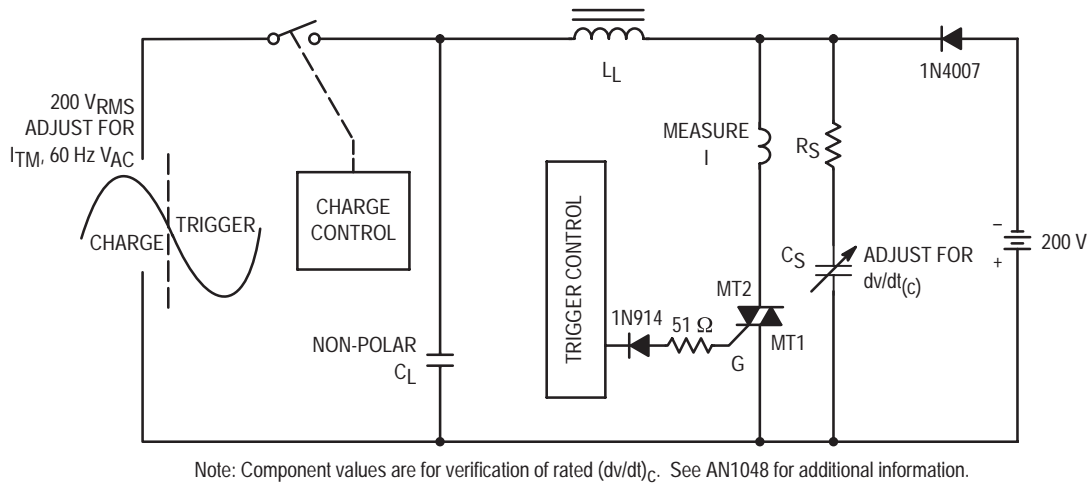 200 VRMS
ADJUST FOR
ITM, 60 Hz VAC
CHARGE
TRIGGER
CHARGE
CONTROL
NON-POLAR
CL
LL
TRIGGER CONTROL
MEASURE
I
RS
1N4007
CS
ADJUST FOR
dv/dt(c)
–
+
200 V
MT2
MT1
1N914
51 Ω
G
Note: Component values are for verification of rated (dv/dt)c. See AN1048 for additional information.